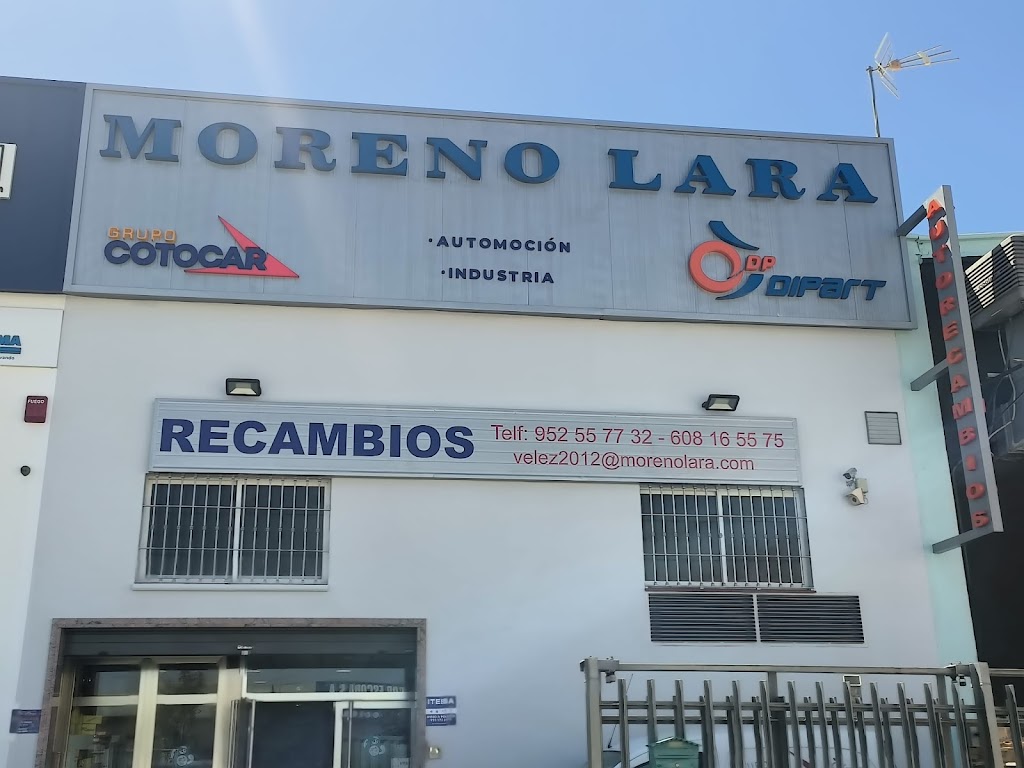 MORENO LARA
GRUPO
COTOCAR
·AUTOMOCIÓN
·INDUSTRIA
DP
DIPART
AUTORECAMBIOS
RECAMBIOS
Telf: 952 55 77 32 - 608 16 55 75
velez2012@morenolara.com
FUEGO
ITEISA